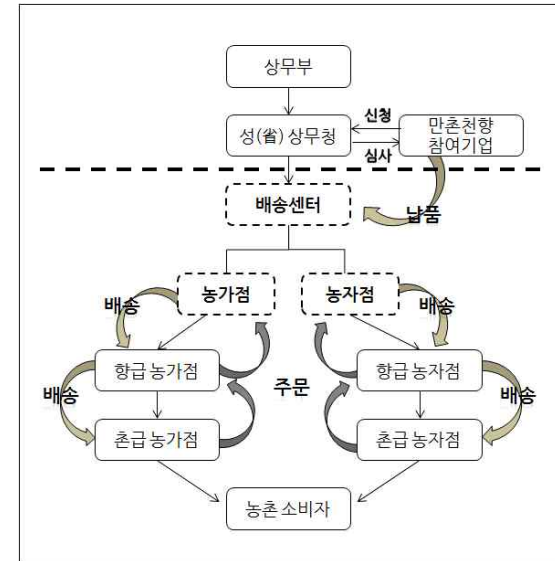 상무부
신청
성(省) 상무청
만촌천향
참여기업
심사
배송센터
납품
농가점
농자점
배송
배송
향급 농가점
향급 농자점
배송
주문
배송
촌급 농가점
촌급 농자점
농촌 소비자